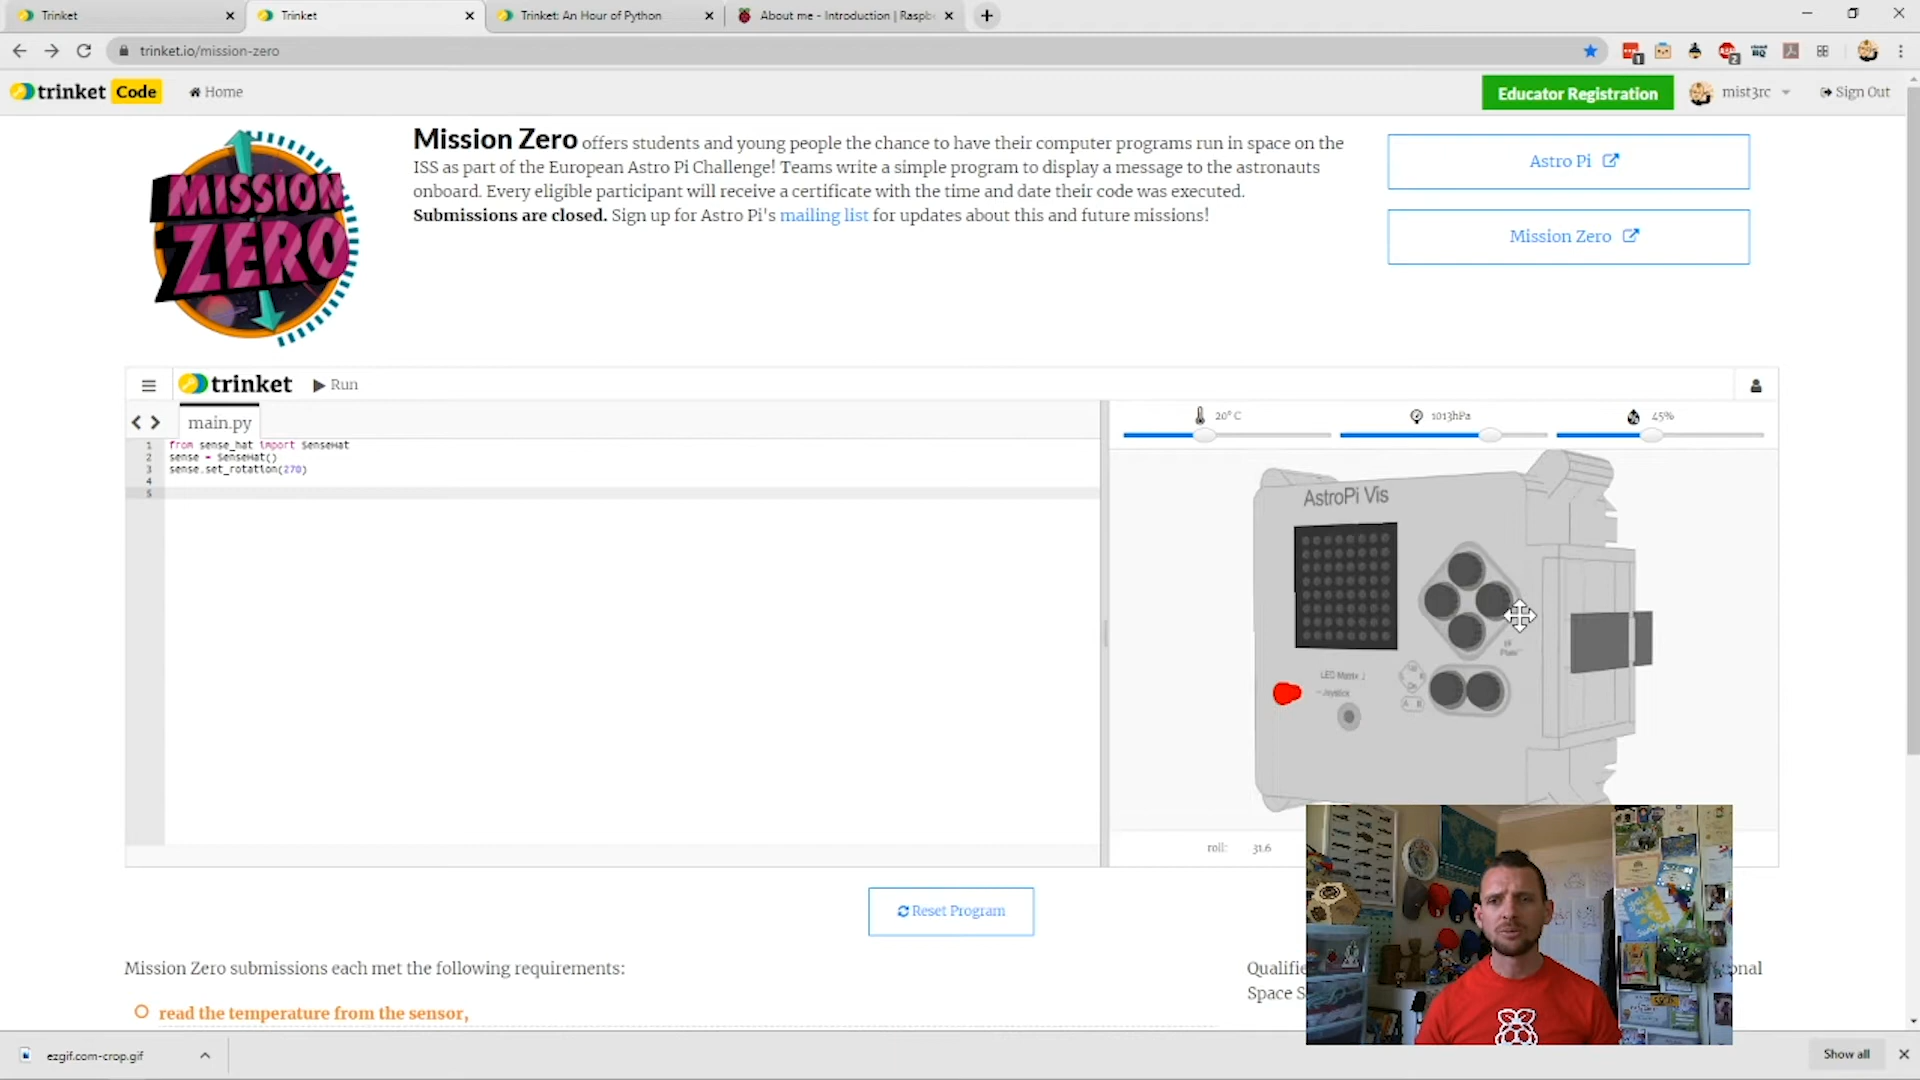 Trinket
Trinket
Trinket: An Hour of Python
About me - Introduction | Raspb
trinket.io/mission-zero
trinket Code
Home
Educator Registration
mist3rc
Sign Out
MISSION
ZERO
Mission Zero offers students and young people the chance to have their computer programs run in space on the
ISS as part of the European Astro Pi Challenge! Teams write a simple program to display a message to the astronauts
onboard. Every eligible participant will receive a certificate with the time and date their code was executed.
Submissions are closed. Sign up for Astro Pi's mailing list for updates about this and future missions!
Astro Pi
Mission Zero
trinket
Run
main.py
20° C
1013hPa
45%
1 from sense_hat import SenseHat
2 sense = SenseHat()
3 sense.set_rotation(270)
4
5
AstroPi Vis
LED Matrix
Joystick
A B
roll: 31.6
Reset Program
Mission Zero submissions each met the following requirements:
read the temperature from the sensor,
Qualifie
onal
Space S
ezgif.com-crop.gif
Show all